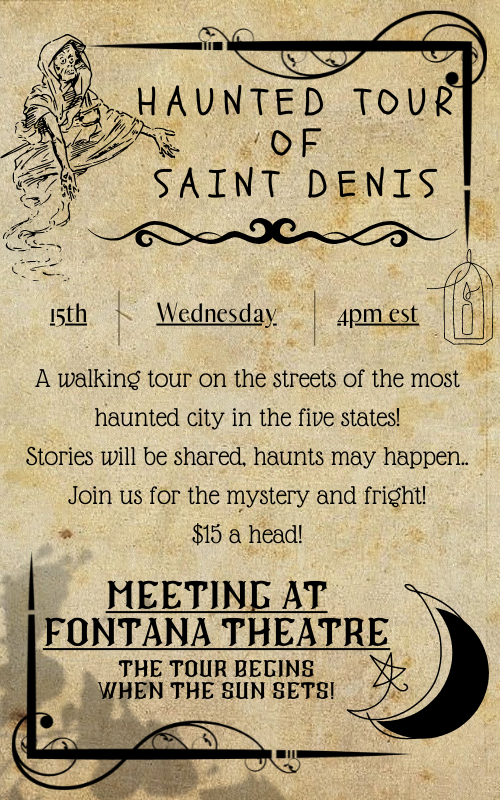 HAUNTED TOUR
OF
SAINT DENIS
15th Wednesday 4pm est
A walking tour on the streets of the most
haunted city in the five states!
Stories will be shared, haunts may happen..
Join us for the mystery and fright!
$15 a head!
MEETING AT
FONTANA THEATRE
THE TOUR BEGINS
WHEN THE SUN SETS!